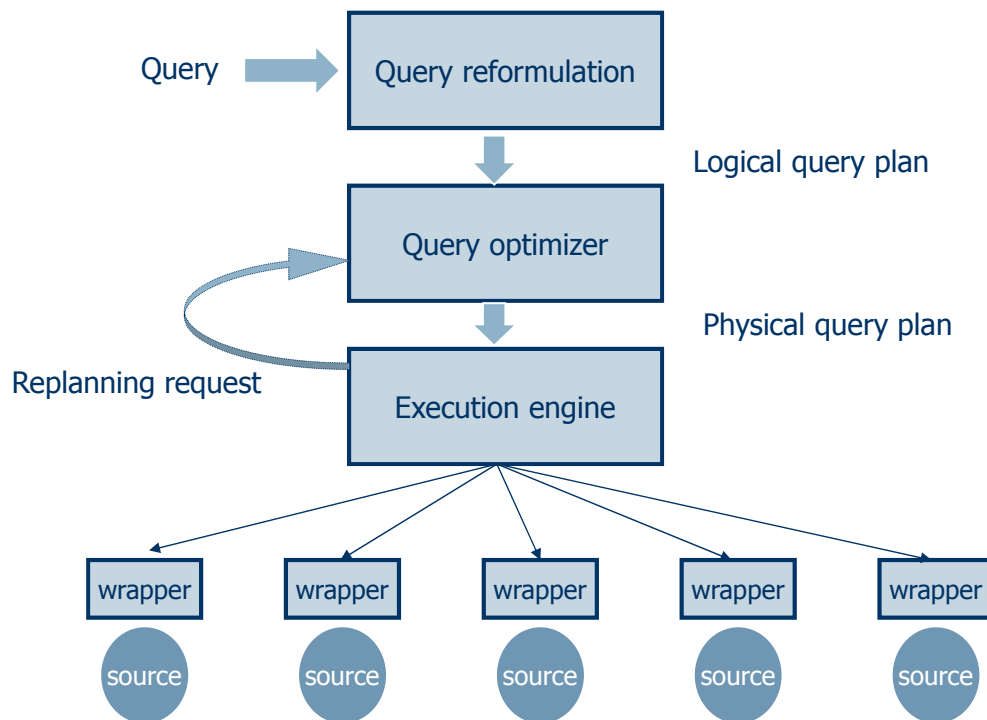 Query
Query reformulation
Logical query plan
Query optimizer
Physical query plan
Replanning request
Execution engine
wrapper
wrapper
wrapper
wrapper
wrapper
source
source
source
source
source